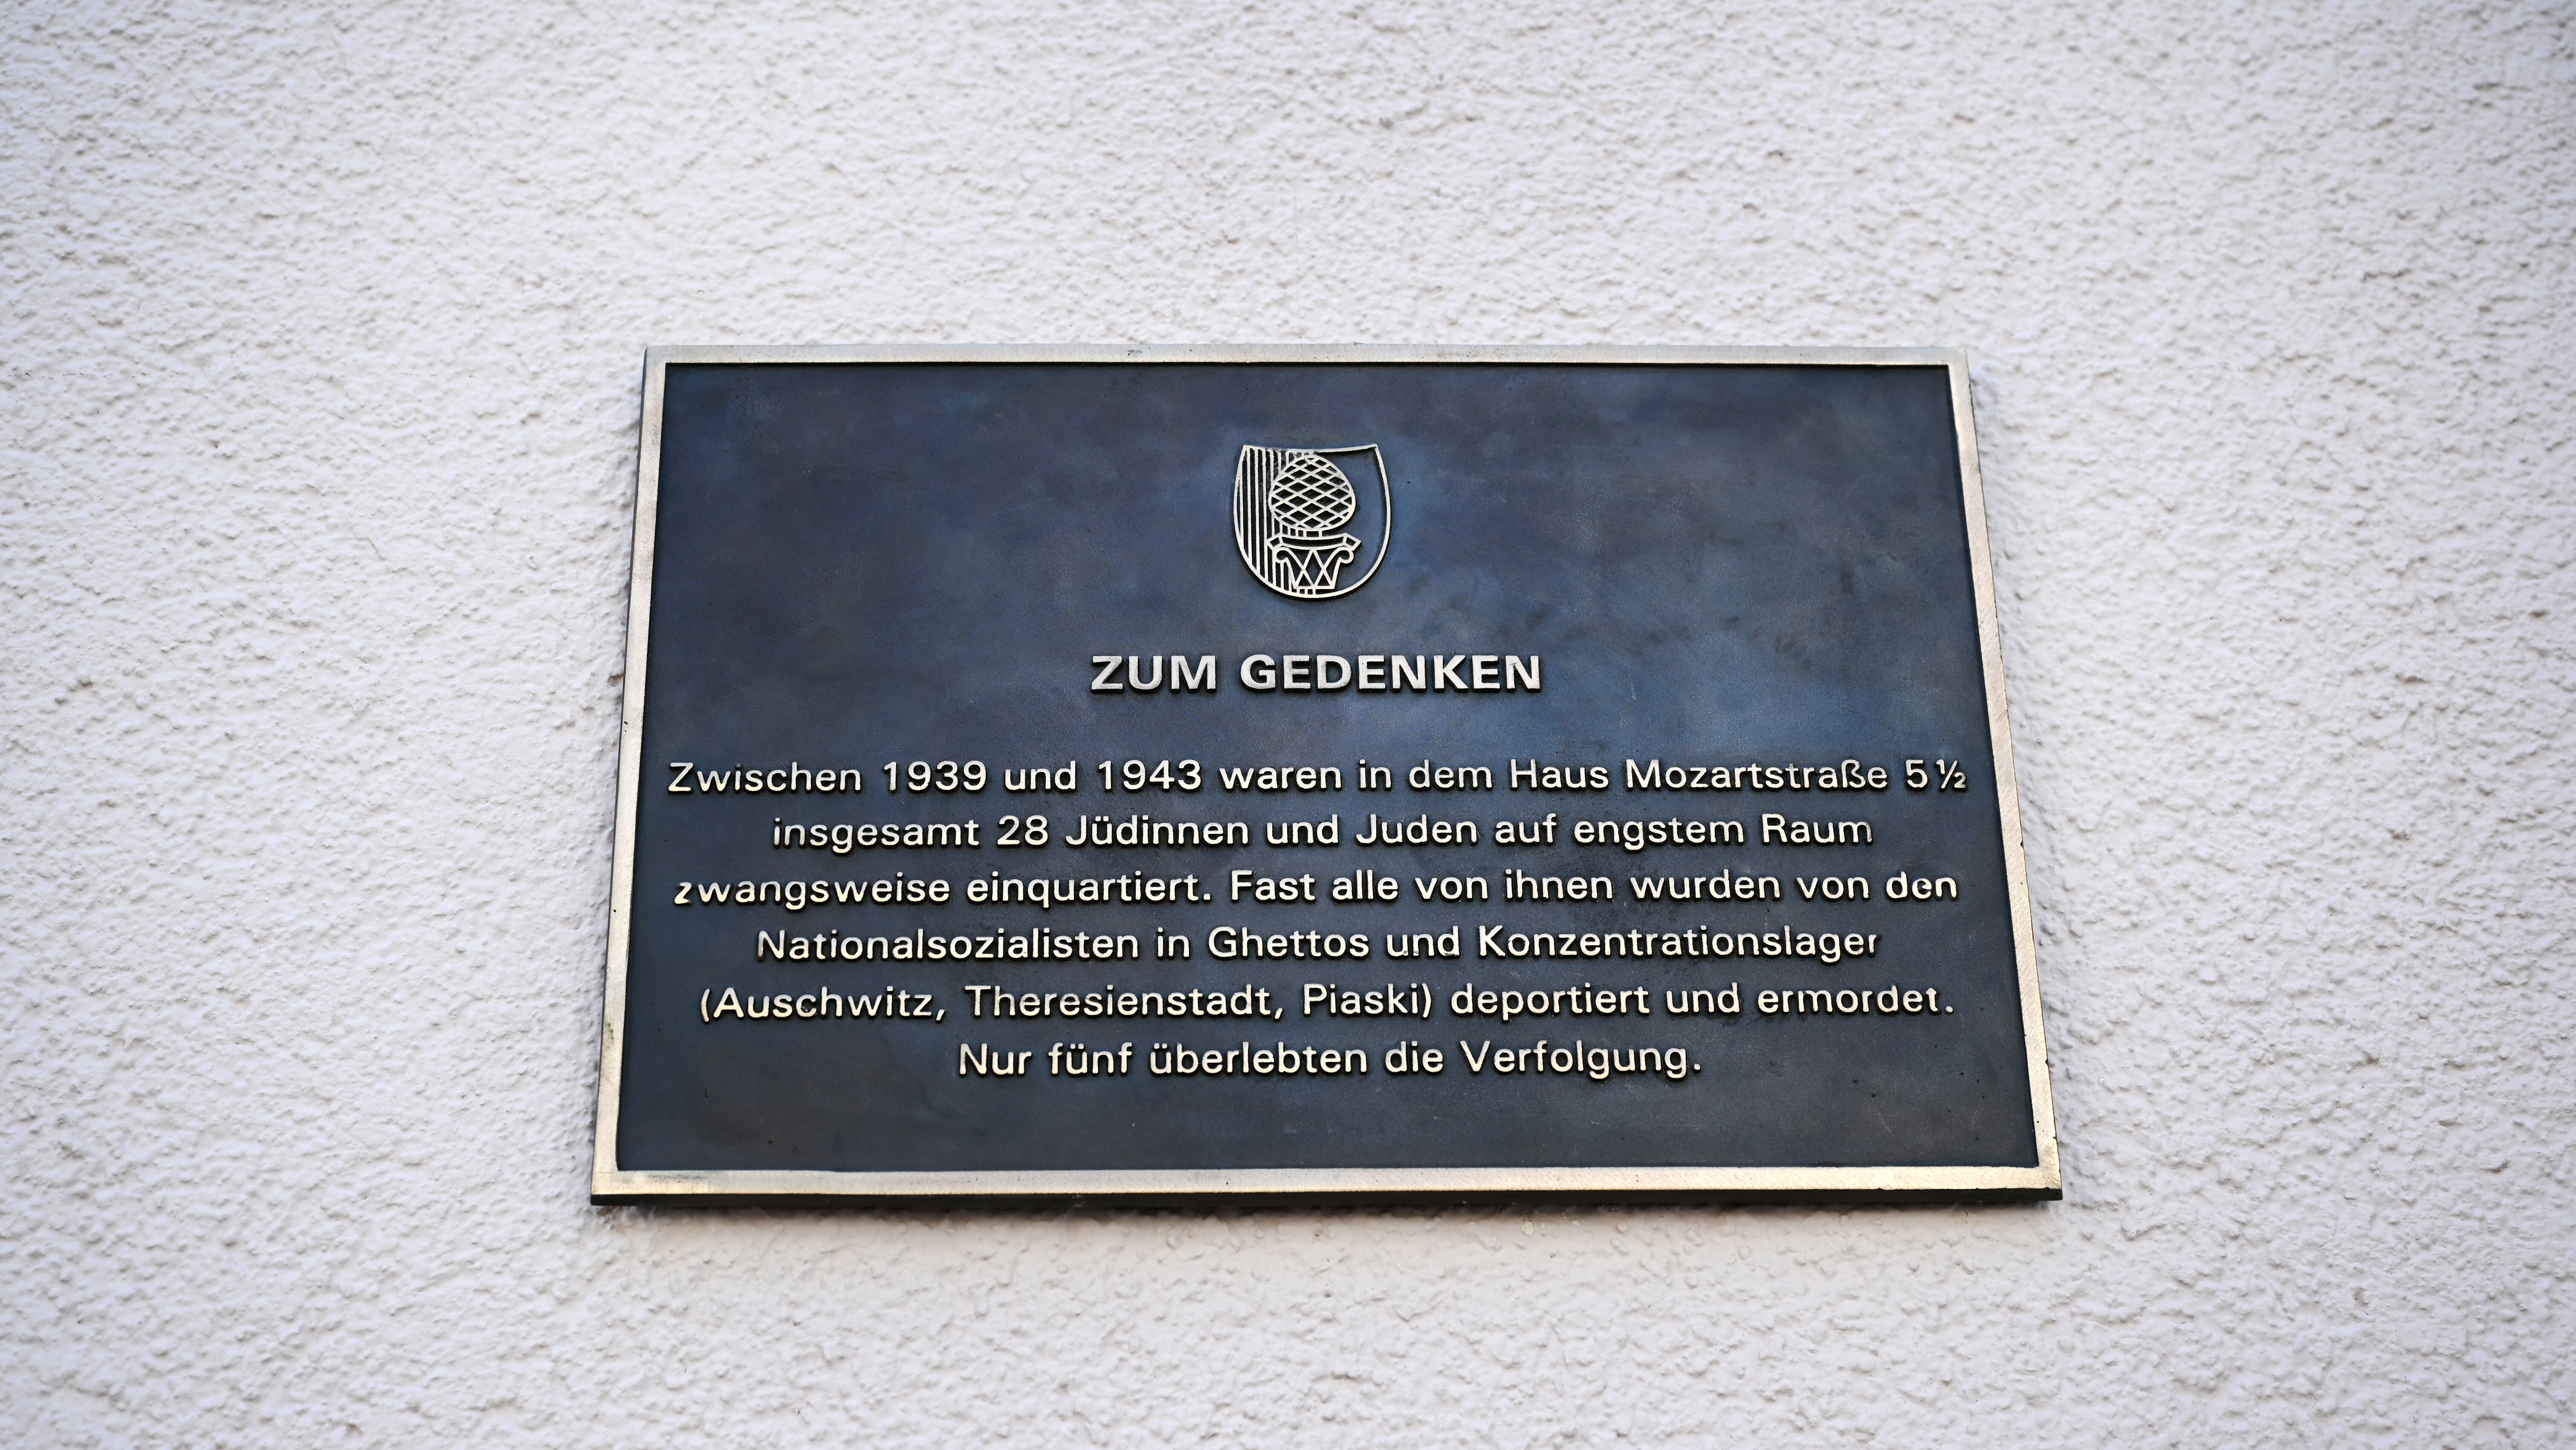 ZUM GEDENKEN
Zwischen 1939 und 1943 waren in dem Haus Mozartstraße 5 ½
insgesamt 28 Jüdinnen und Juden auf engstem Raum
zwangsweise einquartiert. Fast alle von ihnen wurden von den
Nationalsozialisten in Ghettos und Konzentrationslager
(Auschwitz, Theresienstadt, Piaski) deportiert und ermordet.
Nur fünf überlebten die Verfolgung.